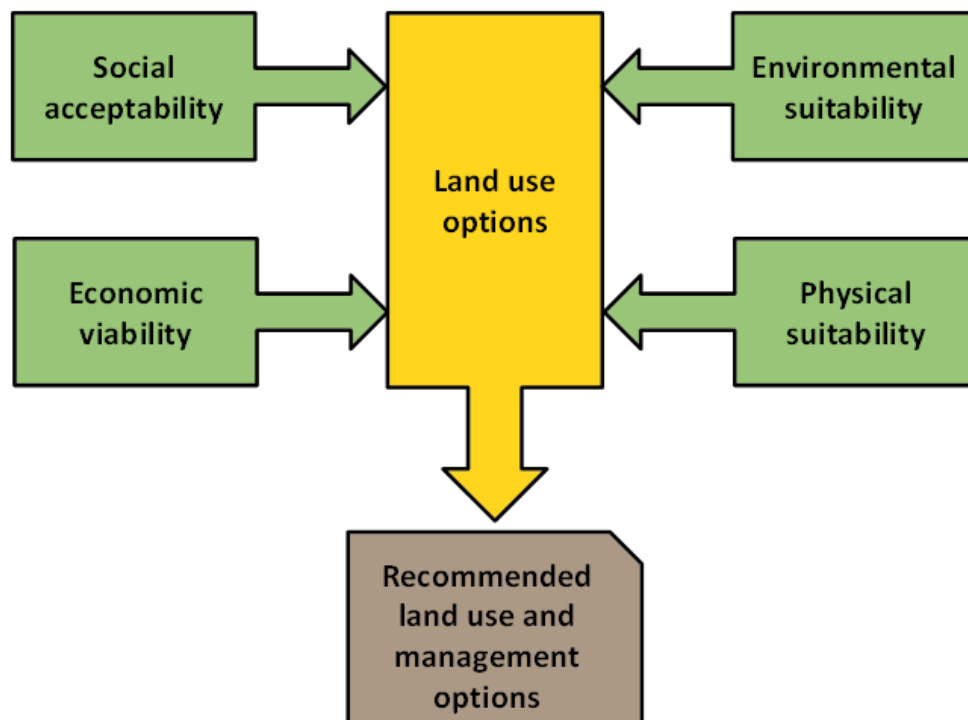 Social
acceptability
Environmental
suitability
Land use
options
Economic
viability
Physical
suitability
Recommended
land use and
management
options